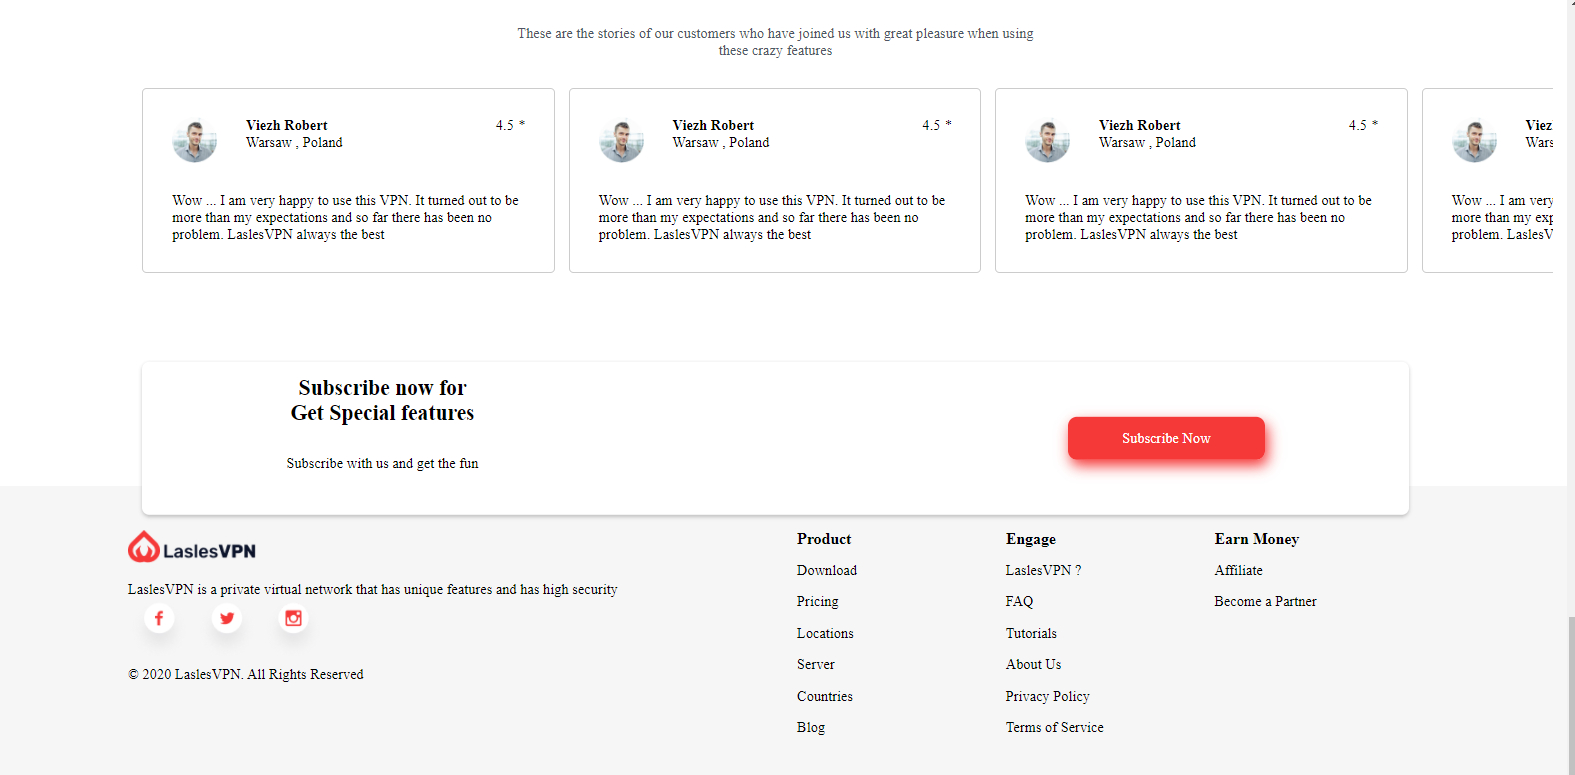 These are the stories of our customers who have joined us with great pleasure when using
these crazy features
Viezh Robert
Warsaw , Poland
4.5 *
Wow ... I am very happy to use this VPN. It turned out to be
more than my expectations and so far there has been no
problem. LaslesVPN always the best
Viezh Robert
Warsaw , Poland
4.5 *
Wow ... I am very happy to use this VPN. It turned out to be
more than my expectations and so far there has been no
problem. LaslesVPN always the best
Viezh Robert
Warsaw , Poland
4.5 *
Wow ... I am very happy to use this VPN. It turned out to be
more than my expectations and so far there has been no
problem. LaslesVPN always the best
Viez
Wars
Wow ... I am very
more than my exp
problem. LaslesV
Subscribe now for
Get Special features
Subscribe with us and get the fun
Subscribe Now
LaslesVPN
LaslesVPN is a private virtual network that has unique features and has high security
© 2020 LaslesVPN. All Rights Reserved
Product
Download
Pricing
Locations
Server
Countries
Blog
Engage
LaslesVPN ?
FAQ
Tutorials
About Us
Privacy Policy
Terms of Service
Earn Money
Affiliate
Become a Partner